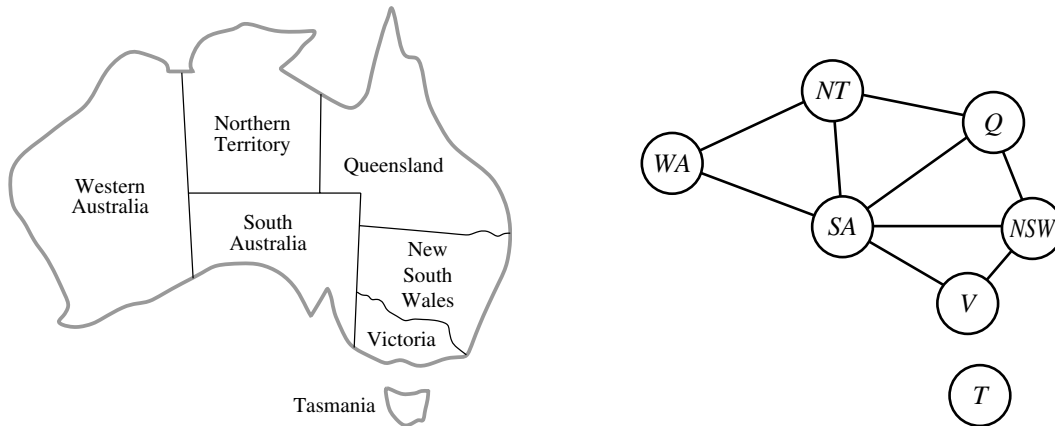 Northern
Territory
Queensland
Western
Australia
South
Australia
New
South
Wales
Victoria
Tasmania
NT
Q
WA
SA
NSW
V
T